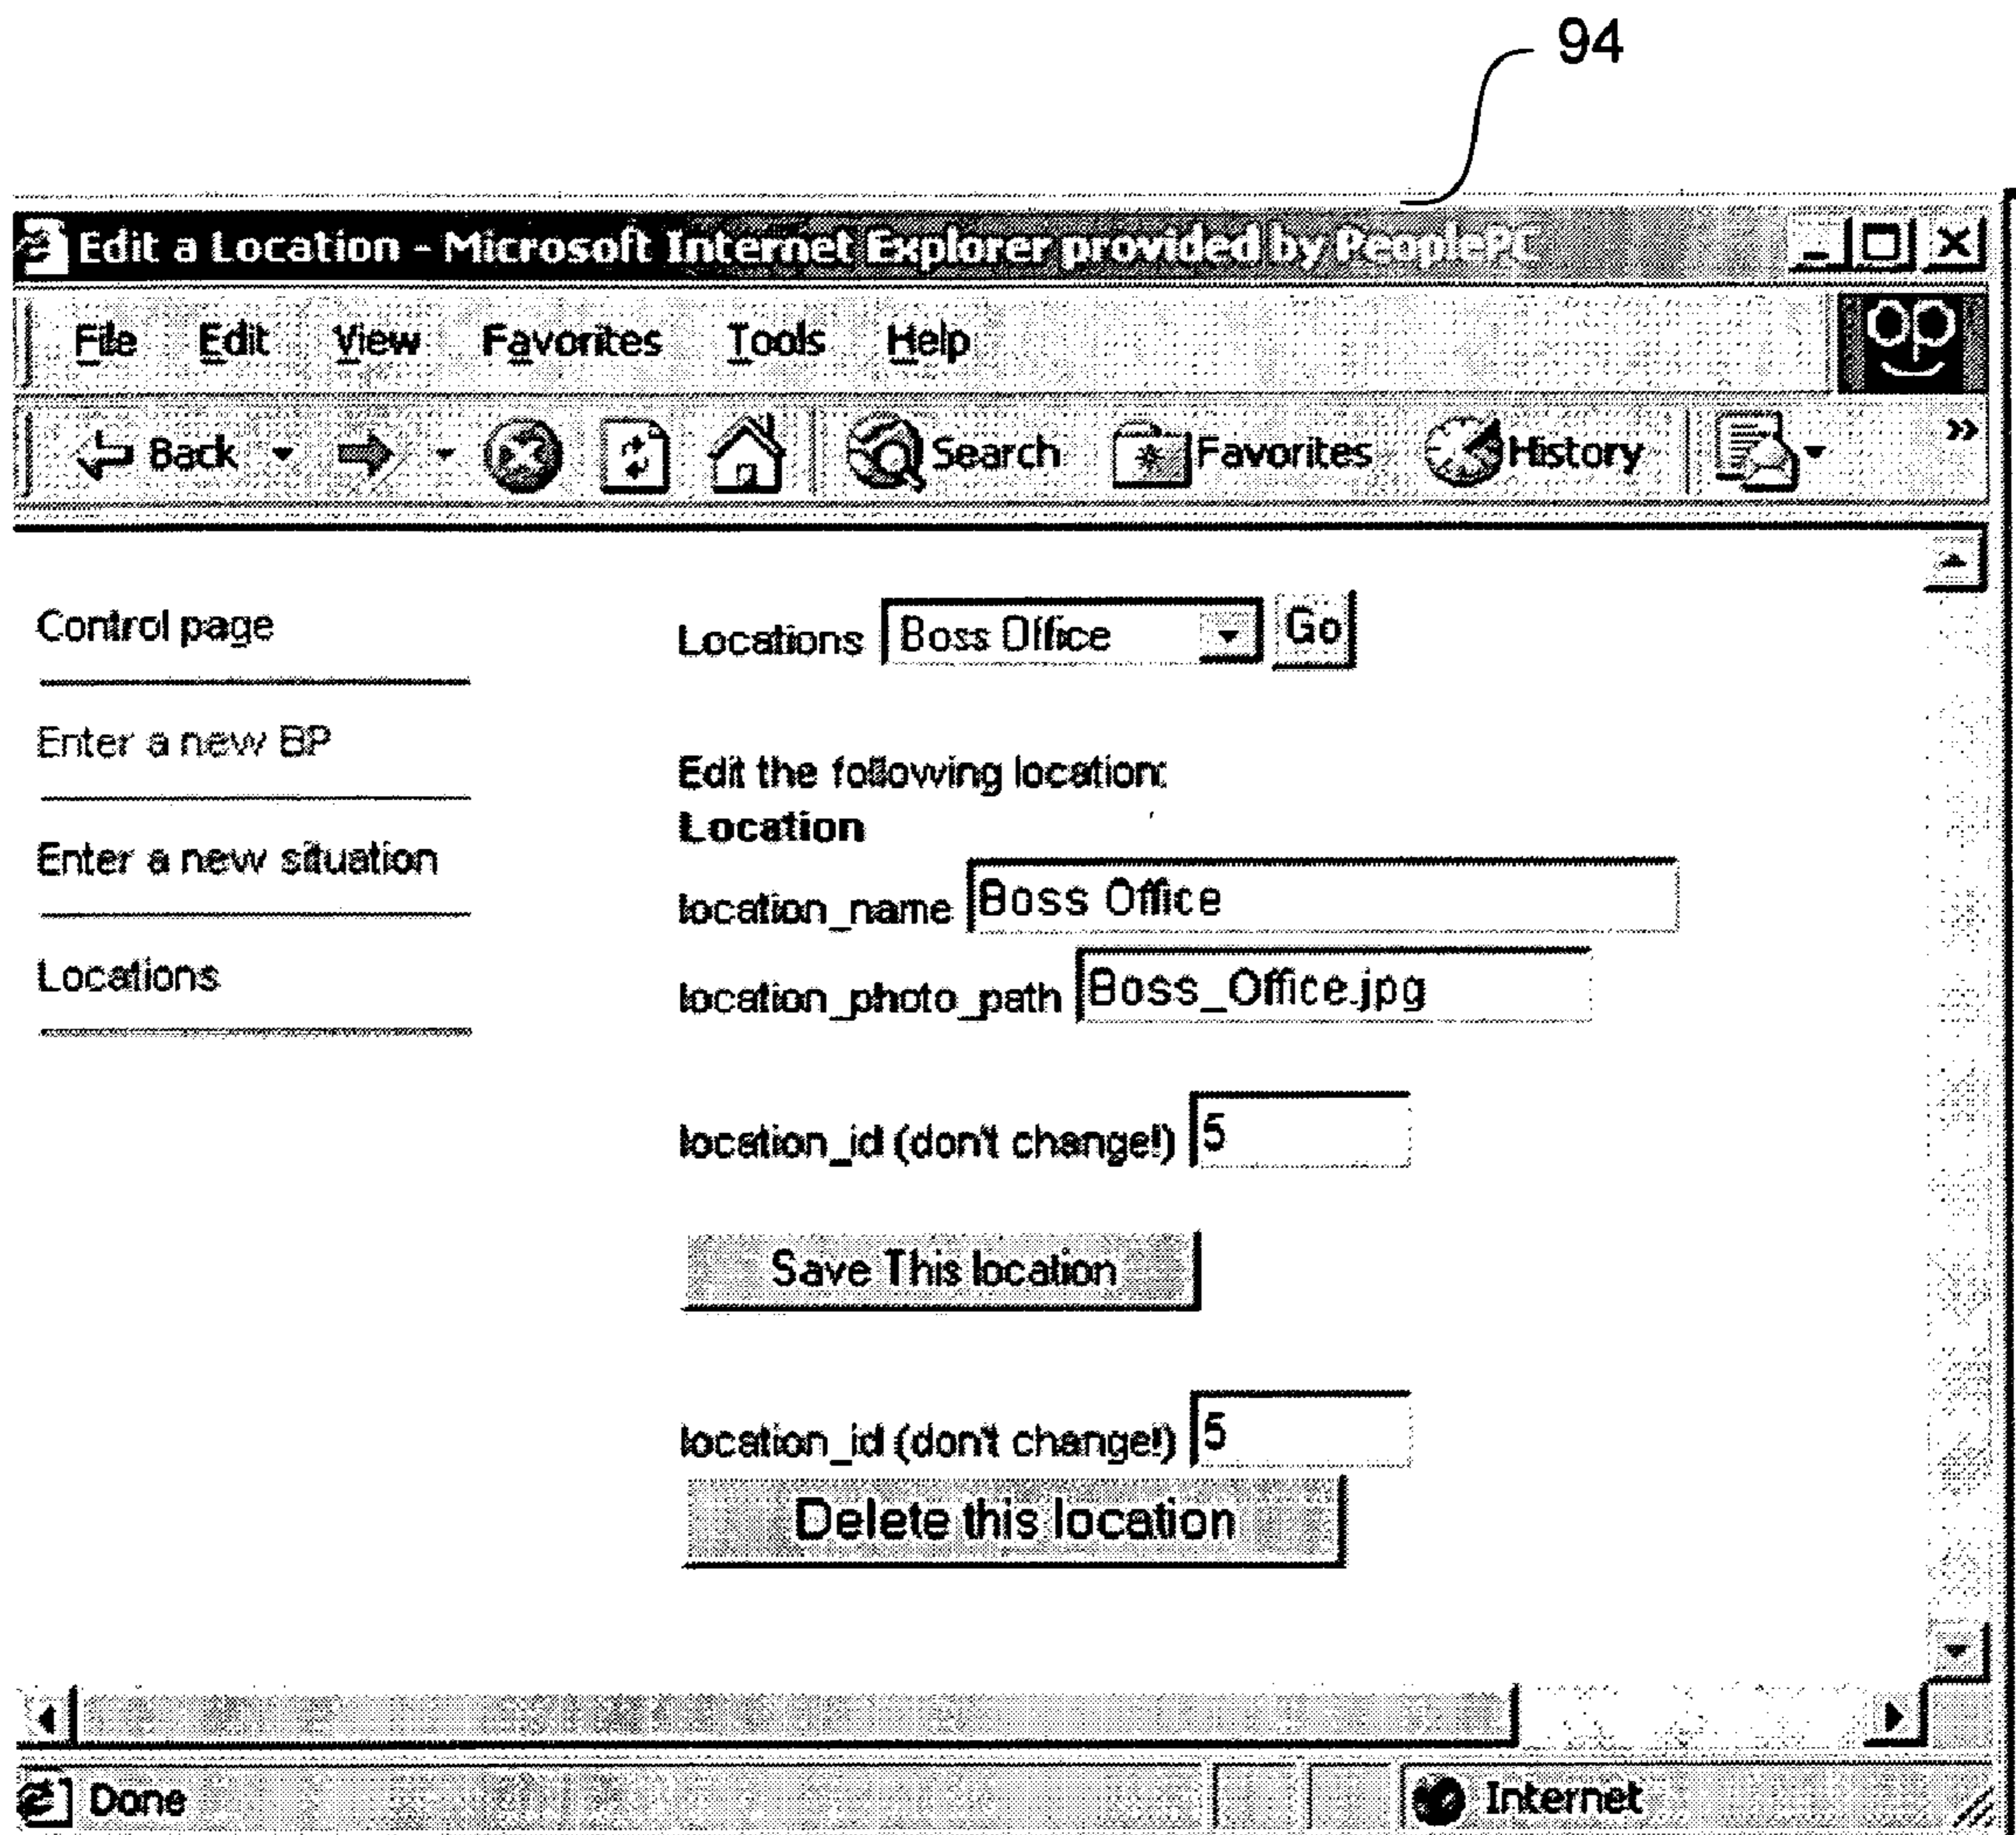 94
Edit a Location - Microsoft Internet Explorer provided by PeoplePC
File Edit View Favorites Tools Help
Back Search Favorites History »
Control page
Enter a new BP
Enter a new situation
Locations
Locations Boss Office Go
Edit the following location:
Location
location_name Boss Office
location_photo_path Boss_Office.jpg
location_id (don't change!) 5
Save This location
location_id (don't change!) 5
Delete this location
Done Internet